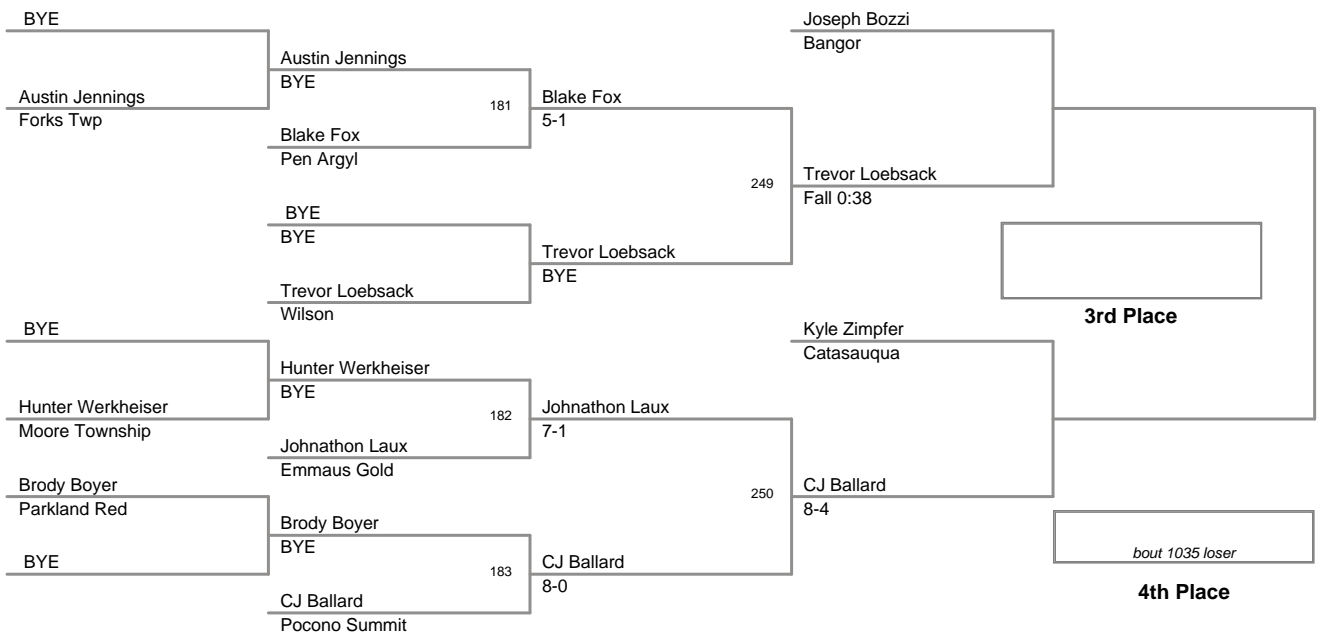 BYE
Austin Jennings
Forks Twp
Austin Jennings
BYE
181
Blake Fox
Pen Argyl
BYE
BYE
Trevor Loebsack
Wilson
Blake Fox
5-1
249
Trevor Loebsack
BYE
Joseph Bozzi
Bangor
Trevor Loebsack
Fall 0:38
3rd Place
BYE
Hunter Werkheiser
Moore Township
Brody Boyer
Parkland Red
BYE
Hunter Werkheiser
BYE
182
Johnathon Laux
Emmaus Gold
Brody Boyer
BYE
183
CJ Ballard
Pocono Summit
Johnathon Laux
7-1
250
CJ Ballard
8-0
Kyle Zimpfer
Catasauqua
CJ Ballard
8-4
bout 1035 loser
4th Place